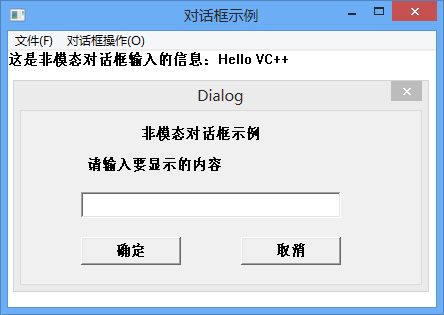 对话框示例
文件(F) 对话框操作(O)
这是非模态对话框输入的信息：Hello VC++
Dialog
非模态对话框示例
请输入要显示的内容
确定 取消